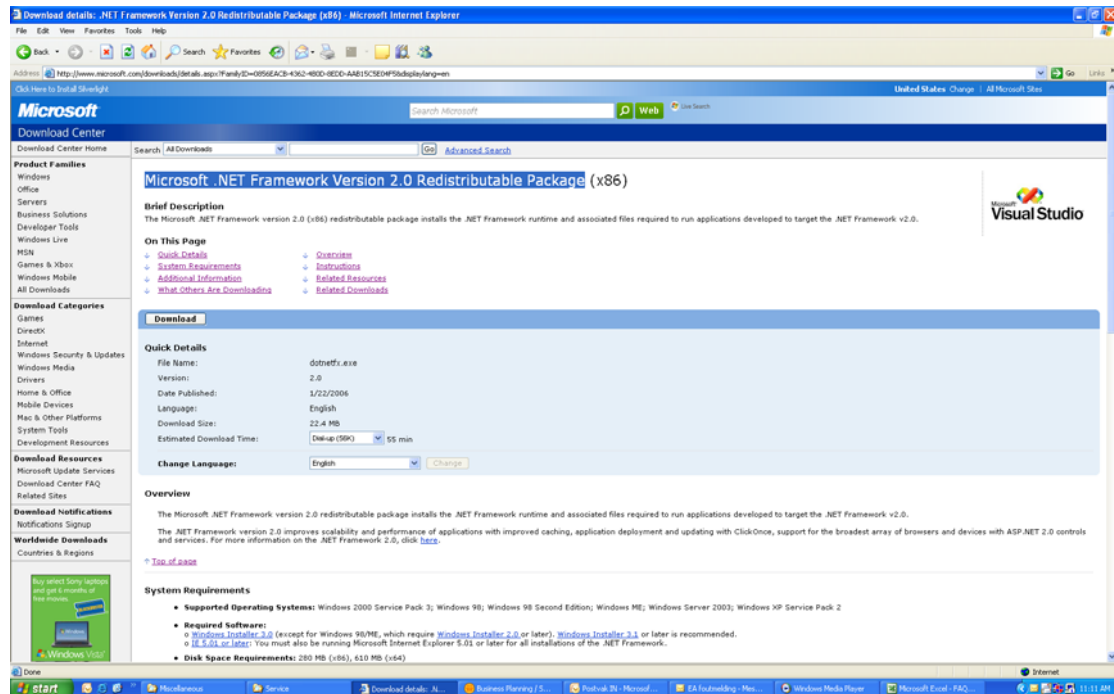 Download details: .NET Framework Version 2.0 Redistributable Package (x86) - Microsoft Internet Explorer
File Edit View Favorites Tools Help
Back Search Favorites
Address http://www.microsoft.com/downloads/details.aspx?FamilyID=0856EACB-4362-4B0D-8EDD-AAB15C5E04F5&displaylang=en Go Links
Click Here to Install Silverlight United States Change | All Microsoft Sites
Microsoft Search Microsoft Web Live Search
Download Center
Download Center Home Search All Downloads Go Advanced Search
Product Families
Windows
Office
Servers
Business Solutions
Developer Tools
Windows Live
MSN
Games & Xbox
Windows Mobile
All Downloads
Download Categories
Games
DirectX
Internet
Windows Security & Updates
Windows Media
Drivers
Home & Office
Mobile Devices
Mac & Other Platforms
System Tools
Development Resources
Download Resources
Microsoft Update Services
Download Center FAQ
Related Sites
Download Notifications
Notifications Signup
Worldwide Downloads
Countries & Regions
Buy select Sony laptops
and get 6 months of
free movies.
Windows Vista
Microsoft .NET Framework Version 2.0 Redistributable Package (x86)
Microsoft
Visual Studio
Brief Description
The Microsoft .NET Framework version 2.0 (x86) redistributable package installs the .NET Framework runtime and associated files required to run applications developed to target the .NET Framework v2.0.
On This Page
Quick Details Overview
System Requirements Instructions
Additional Information Related Resources
What Others Are Downloading Related Downloads
Download
Quick Details
File Name: dotnetfx.exe
Version: 2.0
Date Published: 1/22/2006
Language: English
Download Size: 22.4 MB
Estimated Download Time: Dial-up (56K) 55 min
Change Language: English Change
Overview
The Microsoft .NET Framework version 2.0 redistributable package installs the .NET Framework runtime and associated files required to run applications developed to target the .NET Framework v2.0.
The .NET Framework version 2.0 improves scalability and performance of applications with improved caching, application deployment and updating with ClickOnce, support for the broadest array of browsers and devices with ASP.NET 2.0 controls
and services. For more information on the .NET Framework 2.0, click here.
Top of page
System Requirements
• Supported Operating Systems: Windows 2000 Service Pack 3; Windows 98; Windows 98 Second Edition; Windows ME; Windows Server 2003; Windows XP Service Pack 2
• Required Software:
o Windows Installer 3.0 (except for Windows 98/ME, which require Windows Installer 2.0 or later). Windows Installer 3.1 or later is recommended.
o IE 5.01 or later: You must also be running Microsoft Internet Explorer 5.01 or later for all installations of the .NET Framework.
• Disk Space Requirements: 280 MB (x86), 610 MB (x64)
Done Internet
start Miscellaneous Service Download details: .N... Business Planning / S... Postvak IN - Microsof... EA foutmelding - Mes... Windows Media Player Microsoft Excel - FAQ... 11:11 AM